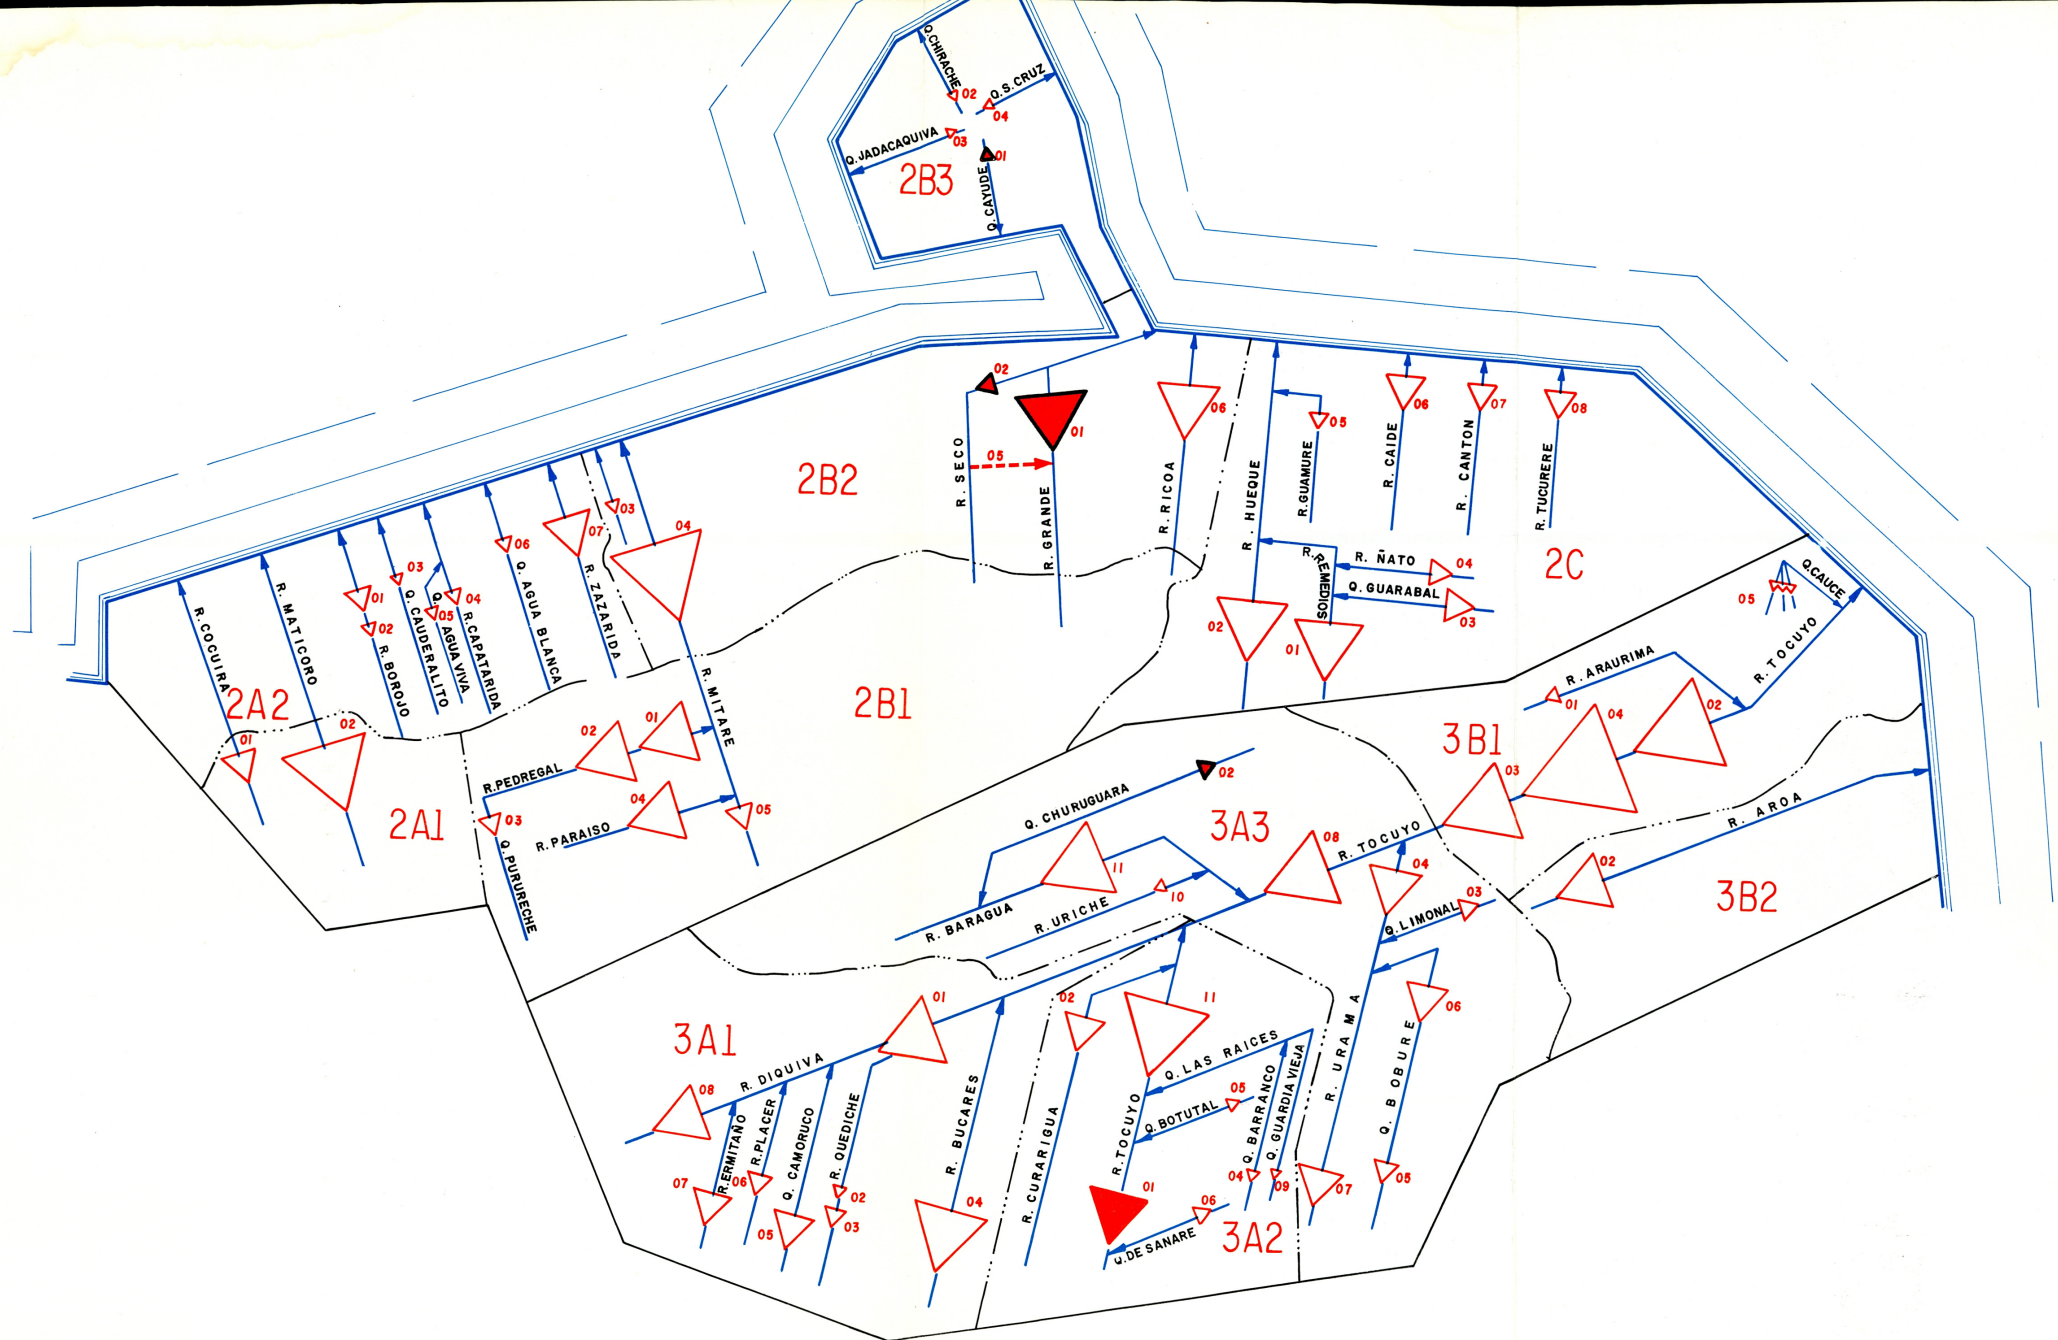 Q.CHIRACHE
02
Q.S.CRUZ
04
Q.JADACAQUIVA
03
01
2B3
Q.CAYUDE
02
01
R. SECO
05
R. GRANDE
2B2
06
R. RICOA
R. HUEQUE
05
R.GUAMURE
06
R. CAIDE
07
R. CANTON
08
R. TUCURERE
2C
R. ÑATO
04
R.REMEDIOS
Q. GUARABAL
03
02
01
03
04
07
R. ZAZARIDA
06
Q. AGUA BLANCA
03
Q. CAUDERALITO
04
R.CAPATARIDA
05
Q. AGUA VIVA
01
02
R. BOROJO
R. MATICORO
R.COCUIRA
2A2
01
02
2A1
2B1
R. MITARE
01
02
R.PEDREGAL
03
04
R.PARAISO
05
Q.PURURECHE
Q.CAUCE
05
R.TOCUYO
R. ARAURIMA
01
02
04
03
3B1
R. AROA
02
3B2
02
Q. CHURUGUARA
3A3
11
R. BARAGUA
10
R. URICHE
08
R. TOCUYO
04
03
Q. LIMONAL
06
R. URAMA
Q. BOBURE
05
07
3A1
01
08
R. DIQUIVA
07
R.ERMITAÑO
06
R.PLACER
05
Q. CAMORUCO
R. QUEDICHE
02
03
R. BUCARES
04
02
R. CURARIGUA
11
Q. LAS RAICES
R.TOCUYO
Q.BOTUTAL
05
Q. BARRANCO
04
Q. GUARDIA VIEJA
09
01
06
Q.DE SANARE
3A2